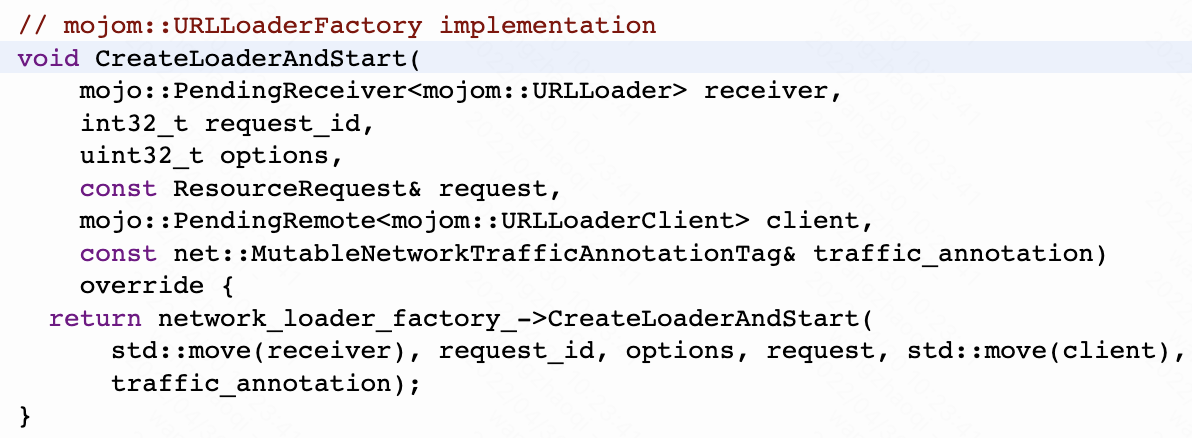 // mojom::URLLoaderFactory implementation
void CreateLoaderAndStart(
    mojo::PendingReceiver<mojom::URLLoader> receiver,
    int32_t request_id,
    uint32_t options,
    const ResourceRequest& request,
    mojo::PendingRemote<mojom::URLLoaderClient> client,
    const net::MutableNetworkTrafficAnnotationTag& traffic_annotation)
    override {
  return network_loader_factory_->CreateLoaderAndStart(
      std::move(receiver), request_id, options, request, std::move(client),
      traffic_annotation);
}